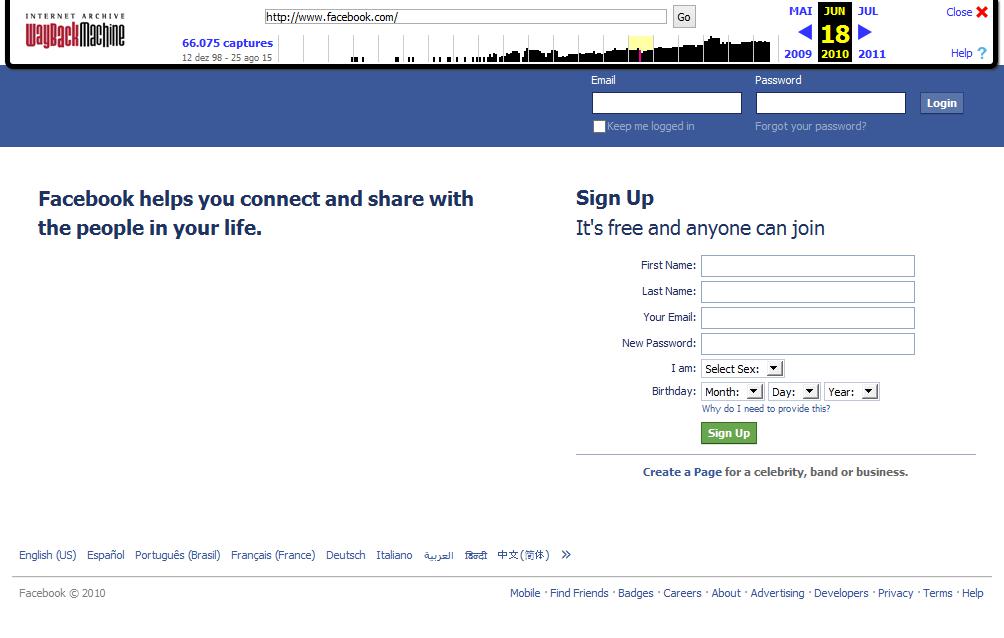 INTERNET ARCHIVE
WayBackMachine
http://www.facebook.com/
Go
66.075 captures
12 dez 98 - 25 ago 15
MAI JUN JUL
18
2009 2010 2011
Close
Help ?
Email
Password
Login
Keep me logged in
Forgot your password?
Facebook helps you connect and share with
the people in your life.
Sign Up
It's free and anyone can join
First Name:
Last Name:
Your Email:
New Password:
I am: Select Sex:
Birthday: Month: Day: Year:
Why do I need to provide this?
Sign Up
Create a Page for a celebrity, band or business.
English (US) Español Português (Brasil) Français (France) Deutsch Italiano العربية हिन्दी 中文(简体) »
Facebook © 2010
Mobile · Find Friends · Badges · Careers · About · Advertising · Developers · Privacy · Terms · Help